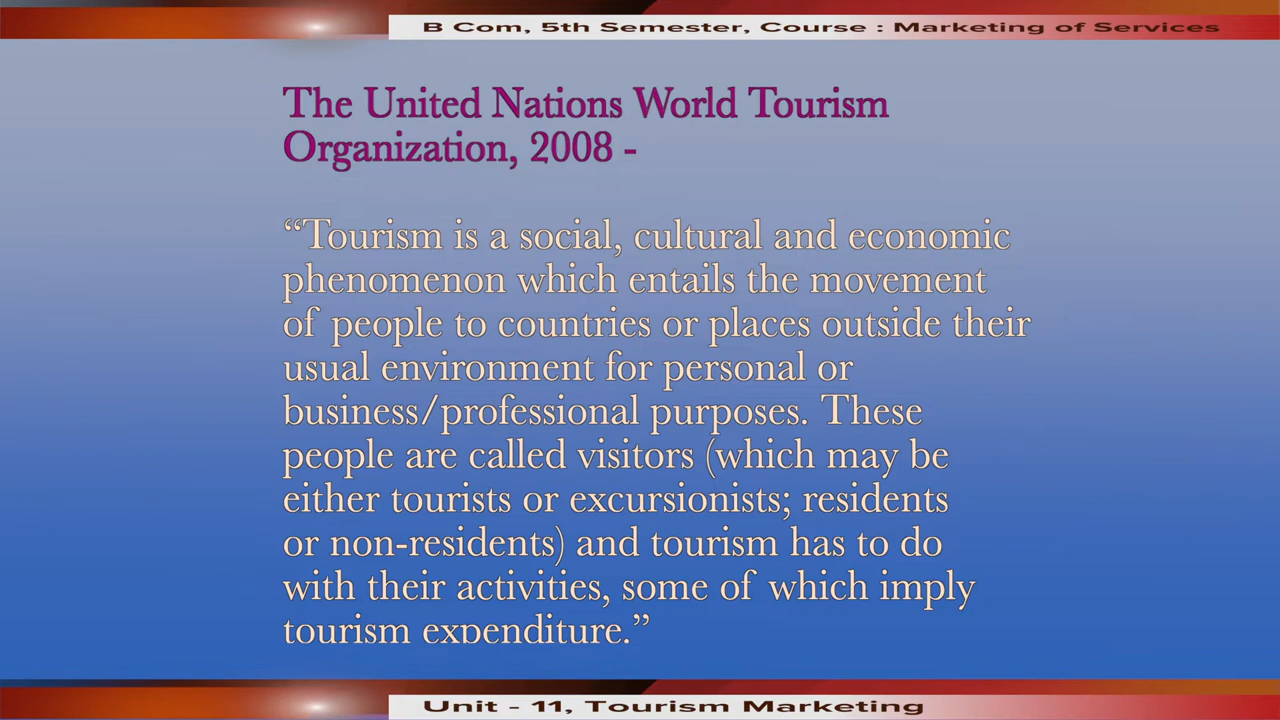 B Com, 5th Semester, Course : Marketing of Services
The United Nations World Tourism
Organization, 2008 -
“Tourism is a social, cultural and economic
phenomenon which entails the movement
of people to countries or places outside their
usual environment for personal or
business/professional purposes. These
people are called visitors (which may be
either tourists or excursionists; residents
or non-residents) and tourism has to do
with their activities, some of which imply
tourism expenditure.”
Unit - 11, Tourism Marketing